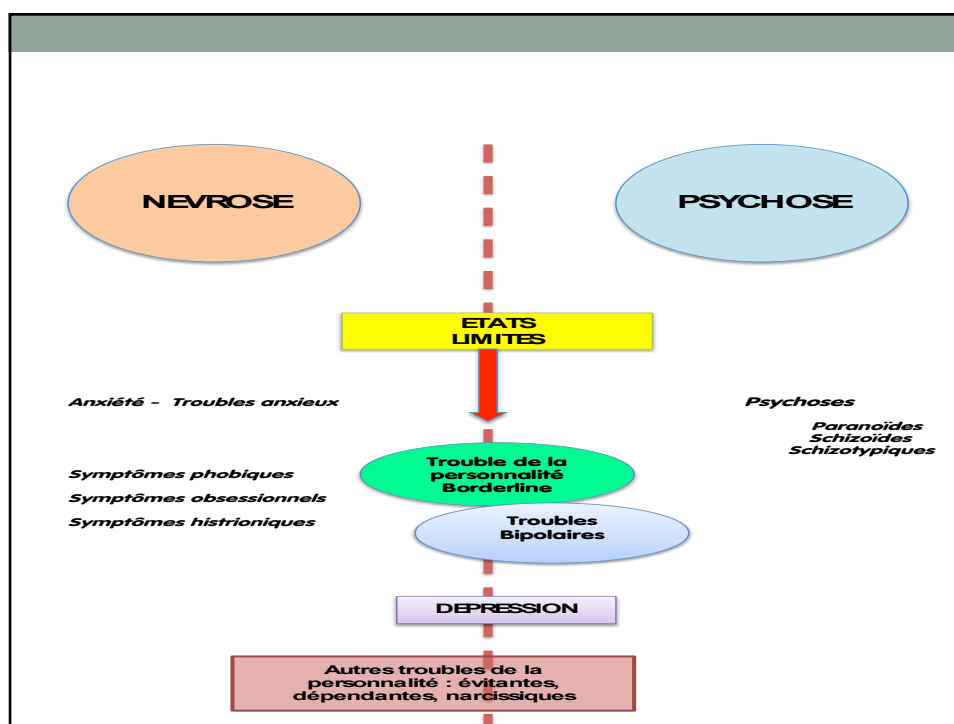 NEVROSE
PSYCHOSE
ETATS
LIMITES
Anxiété - Troubles anxieux
Psychoses
Paranoïdes
Schizoïdes
Schizotypiques
Symptômes phobiques
Symptômes obsessionnels
Symptômes histrioniques
Trouble de la
personnalité
Borderline
Troubles
Bipolaires
DEPRESSION
Autres troubles de la
personnalité : évitantes,
dépendantes, narcissiques